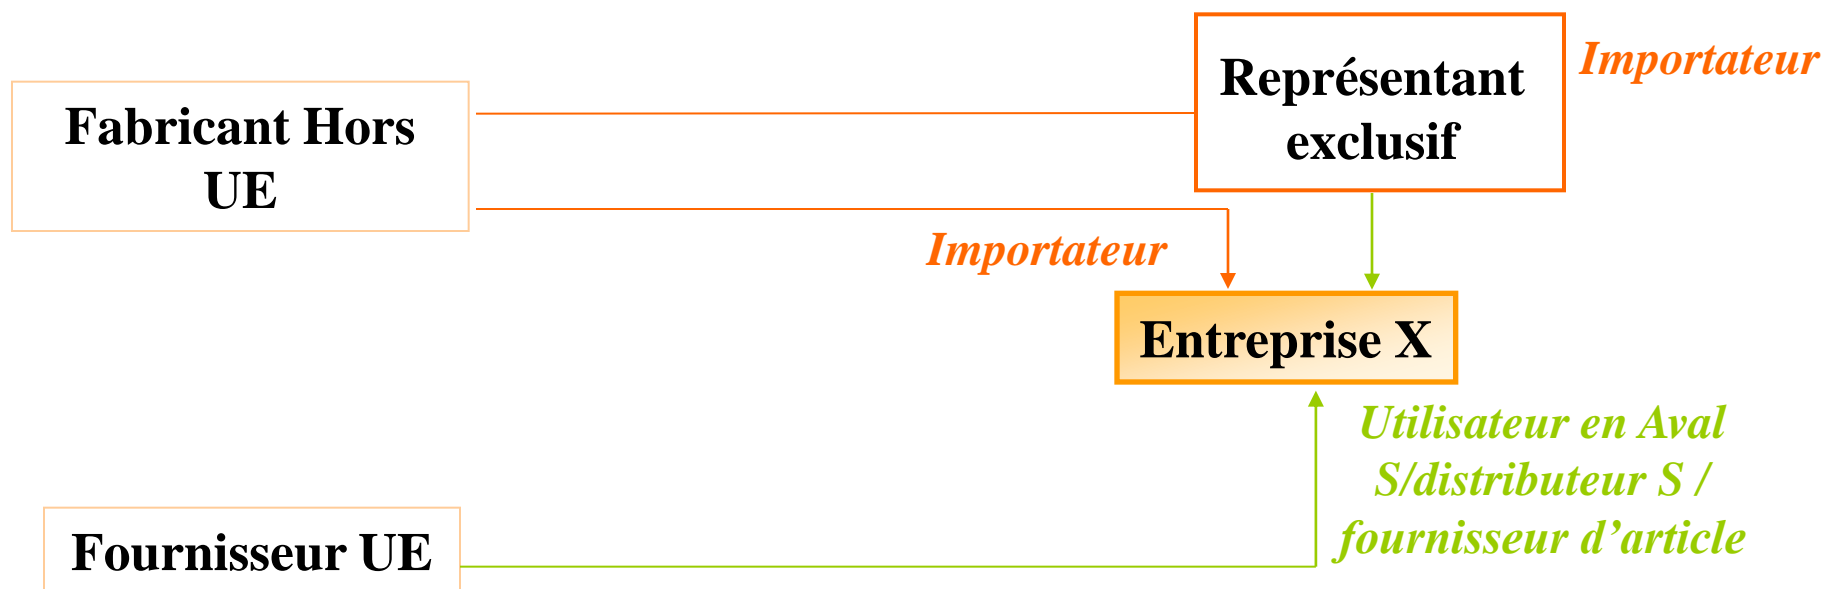 Représentant
exclusif
Importateur
Fabricant Hors
UE
Importateur
Entreprise X
Utilisateur en Aval
S/distributeur S /
fournisseur d’article
Fournisseur UE